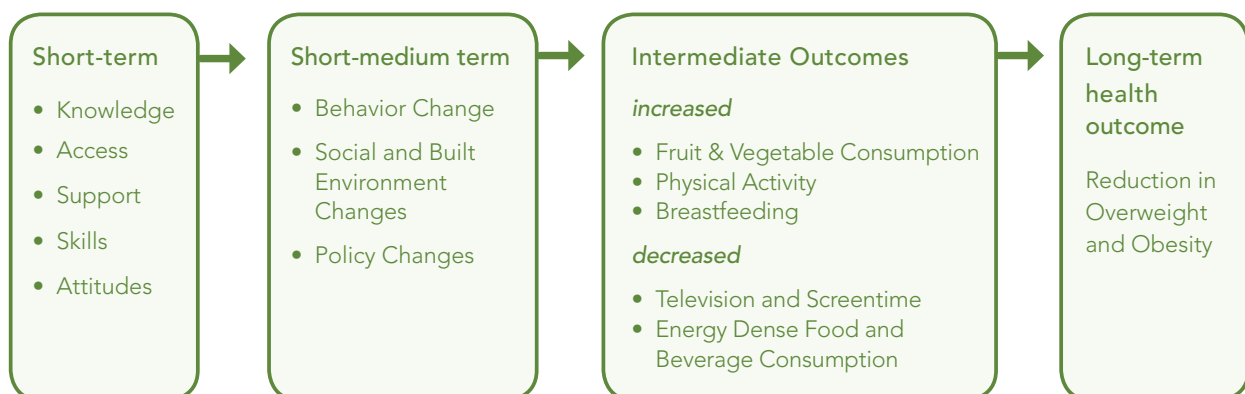 Short-term
• Knowledge
• Access
• Support
• Skills
• Attitudes
Short-medium term
• Behavior Change
• Social and Built
Environment
Changes
• Policy Changes
Intermediate Outcomes
increased
• Fruit & Vegetable Consumption
• Physical Activity
• Breastfeeding
decreased
• Television and Screentime
• Energy Dense Food and
Beverage Consumption
Long-term
health
outcome
Reduction in
Overweight
and Obesity